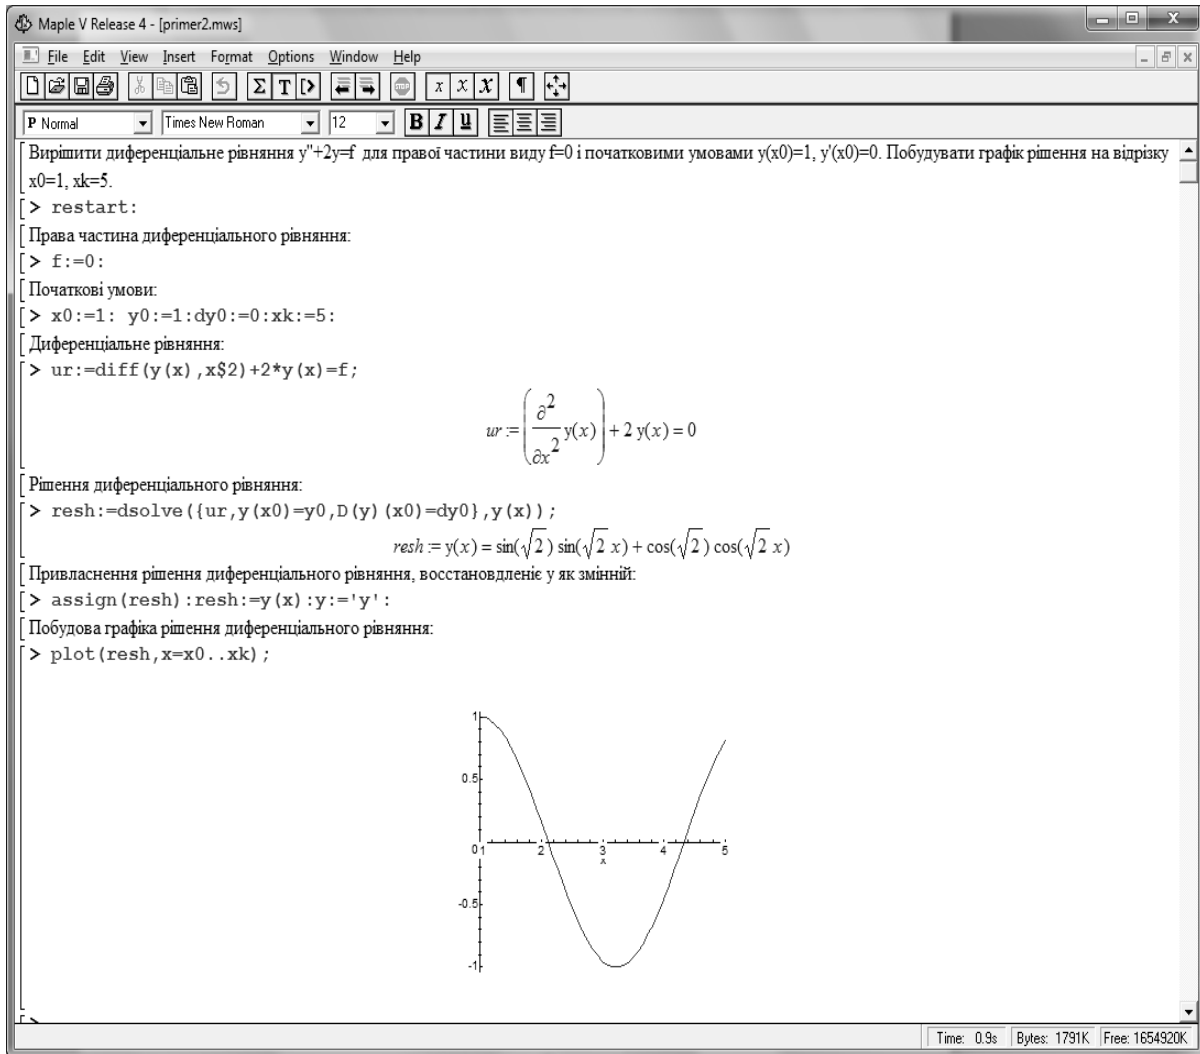 Maple V Release 4 - [primer2.mws]
File Edit View Insert Format Options Window Help
Σ T x x x ¶
P Normal Times New Roman 12 B I u
Вирішити диференціальне рівняння y''+2y=f для правої частини виду f=0 і початковими умовами y(x0)=1, y'(x0)=0. Побудувати графік рішення на відрізку
x0=1, xk=5.
> restart:
Права частина диференціального рівняння:
> f:=0:
Початкові умови:
> x0:=1: y0:=1:dy0:=0:xk:=5:
Диференціальне рівняння:
> ur:=diff(y(x),x$2)+2*y(x)=f;
ur := (∂²/∂x² y(x)) + 2 y(x) = 0
Рішення диференціального рівняння:
> resh:=dsolve({ur,y(x0)=y0,D(y)(x0)=dy0},y(x));
resh := y(x) = sin(√2) sin(√2 x) + cos(√2) cos(√2 x)
Привласнення рішення диференціального рівняння, восстановдленіє y як змінній:
> assign(resh):resh:=y(x):y:='y':
Побудова графіка рішення диференціального рівняння:
> plot(resh,x=x0..xk);
1
0.5
0 1 2 3 4 5
x
-0.5
-1
>
Time: 0.9s Bytes: 1791K Free: 1654920K